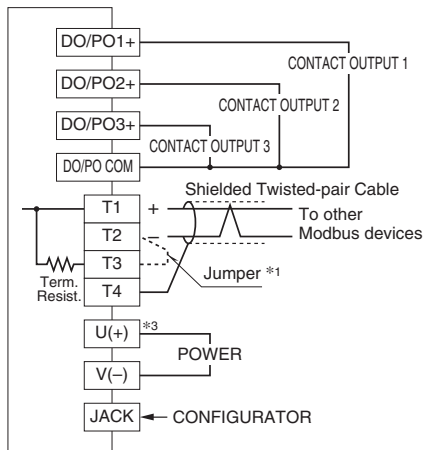 DO/PO1+
CONTACT OUTPUT 1
DO/PO2+
CONTACT OUTPUT 2
DO/PO3+
CONTACT OUTPUT 3
DO/PO COM
Shielded Twisted-pair Cable
T1
+
To other
Modbus devices
T2
–
T3
Term.
Resist.
Jumper *1
T4
U(+)
*3
POWER
V(–)
JACK
CONFIGURATOR